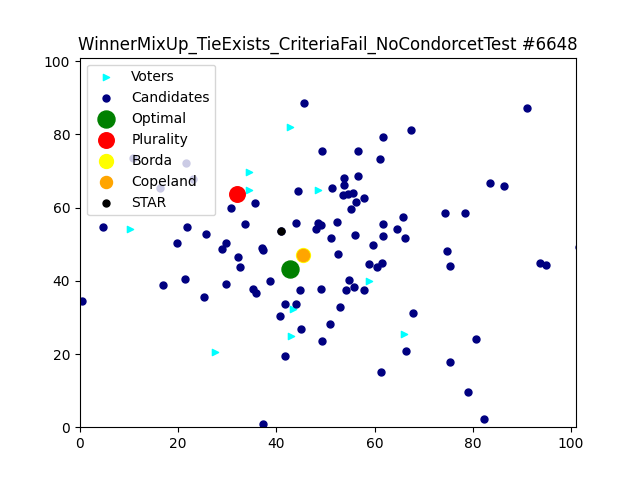 WinnerMixUp_TieExists_CriteriaFail_NoCondorcetTest #6648
100
80
60
40
20
0
0 20 40 60 80 100
Voters
Candidates
Optimal
Plurality
Borda
Copeland
STAR